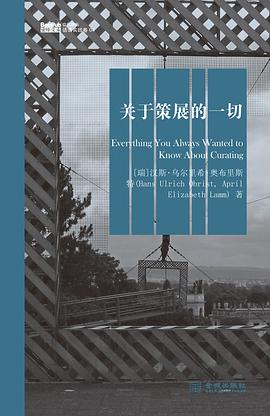 关于策展的一切
Everything You Always Wanted to
Know About Curating
[瑞]汉斯·乌尔里希·奥布里斯
特(Hans Ulrich Obrist, April
Elizabeth Lamm) 著
金城出版社